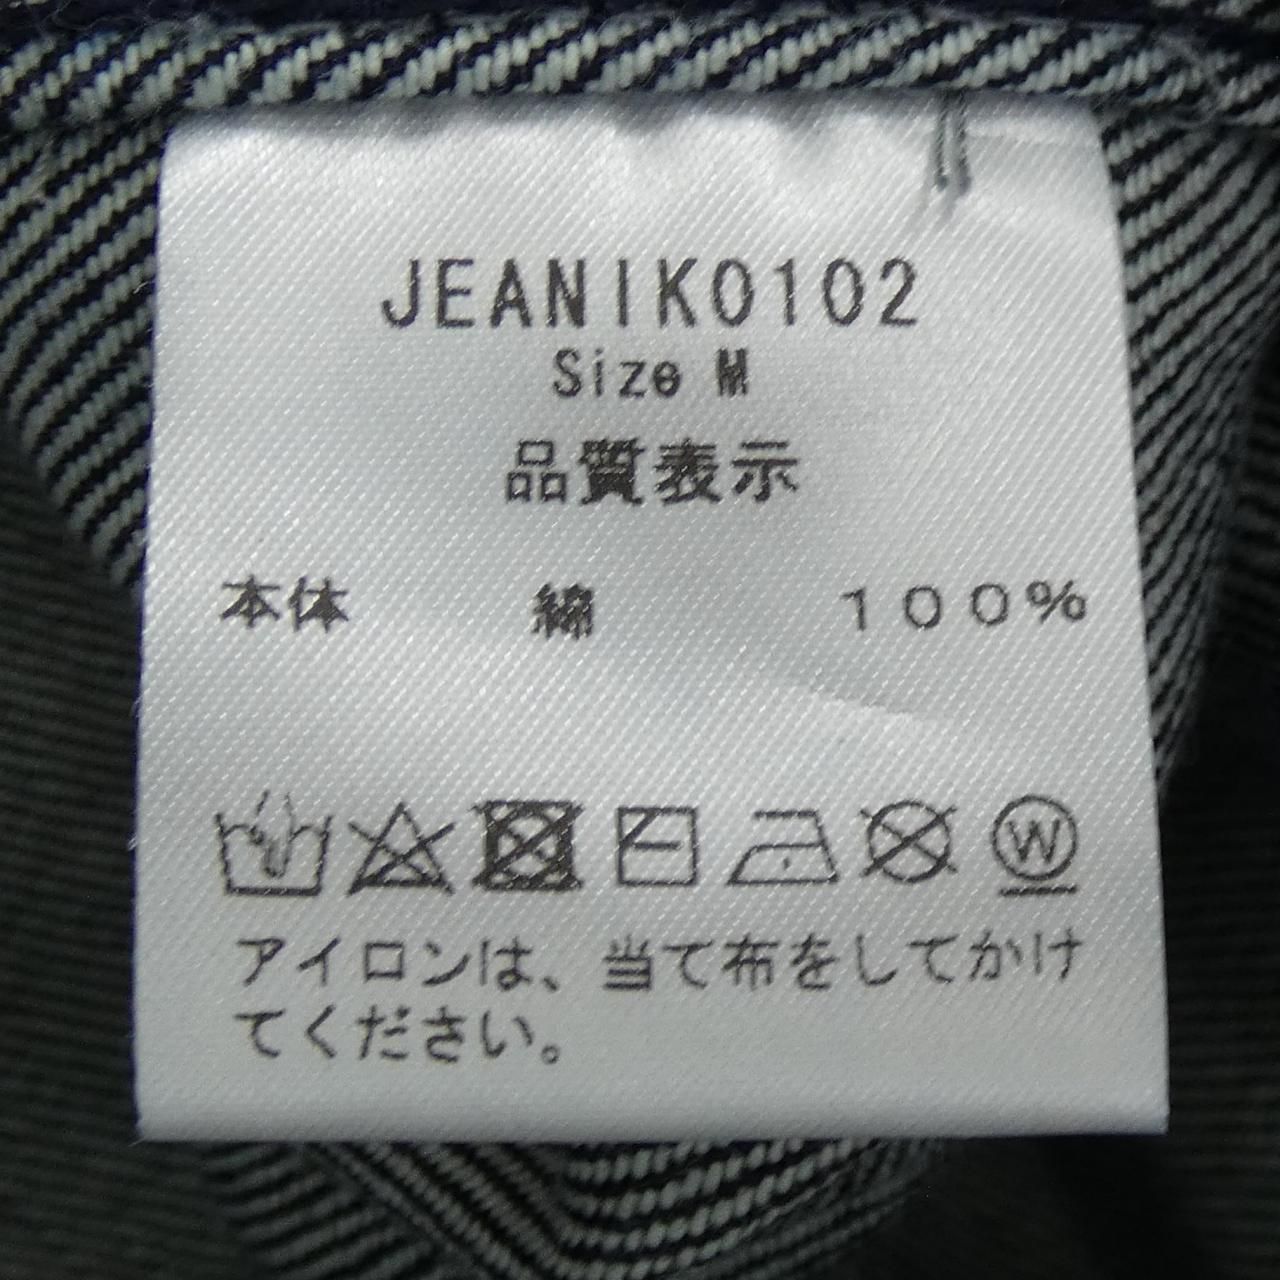 JEANIK0102
Size M
品質表示
本体 綿 100%
W
アイロンは、当て布をしてかけ
てください。